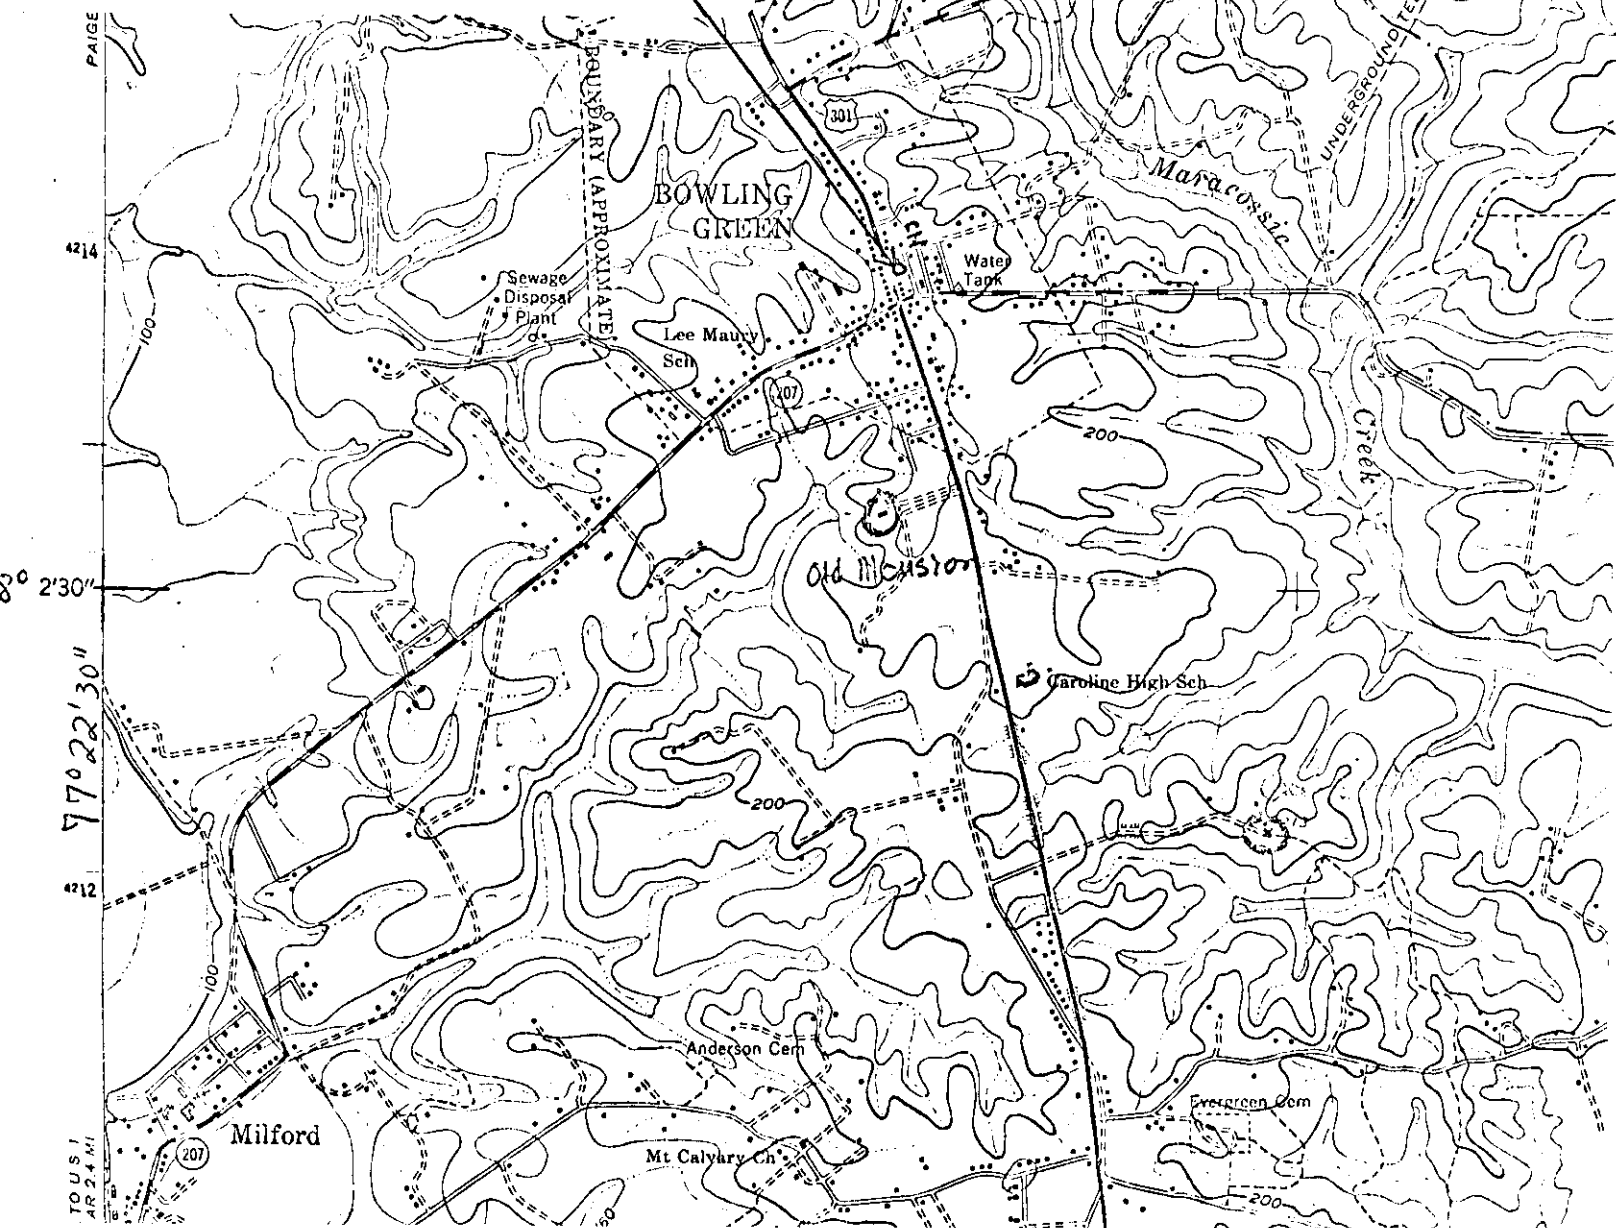 PAIGE
BOUNDARY (APPROXIMATE)
301
UNDERGROUND
Maracossic
BOWLING
GREEN
CH
4214
Water
Tank
Sewage
Disposal
Plant
100
Lee Maury
Sch
207
200
Creek
Old Mansion
2'30"
77° 22' 30"
Caroline High Sch
200
4212
100
Anderson Cem
Evergreen Cem
Milford
207
Mt Calvary Ch
200
TO U S 1
2.4 MI